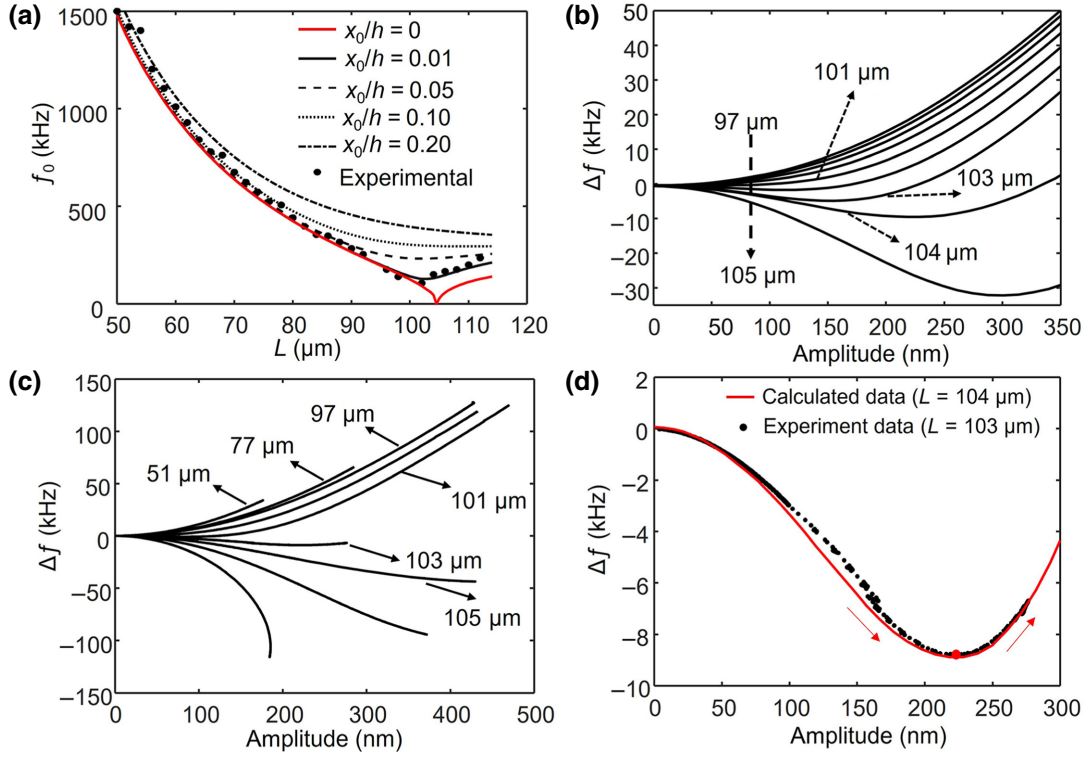 (a)
1500
1000
500
0
f₀ (kHz)
x₀/h = 0
x₀/h = 0.01
x₀/h = 0.05
x₀/h = 0.10
x₀/h = 0.20
Experimental
50 60 70 80 90 100 110 120
L (µm)
(b)
50
40
30
20
10
0
−10
−20
−30
Δf (kHz)
101 µm
97 µm
103 µm
104 µm
105 µm
0 50 100 150 200 250 300 350
Amplitude (nm)
(c)
150
100
50
0
−50
−100
−150
Δf (kHz)
97 µm
77 µm
51 µm
101 µm
103 µm
105 µm
0 100 200 300 400 500
Amplitude (nm)
(d)
2
0
−2
−4
−6
−8
−10
Δf (kHz)
Calculated data (L = 104 µm)
Experiment data (L = 103 µm)
0 50 100 150 200 250 300
Amplitude (nm)